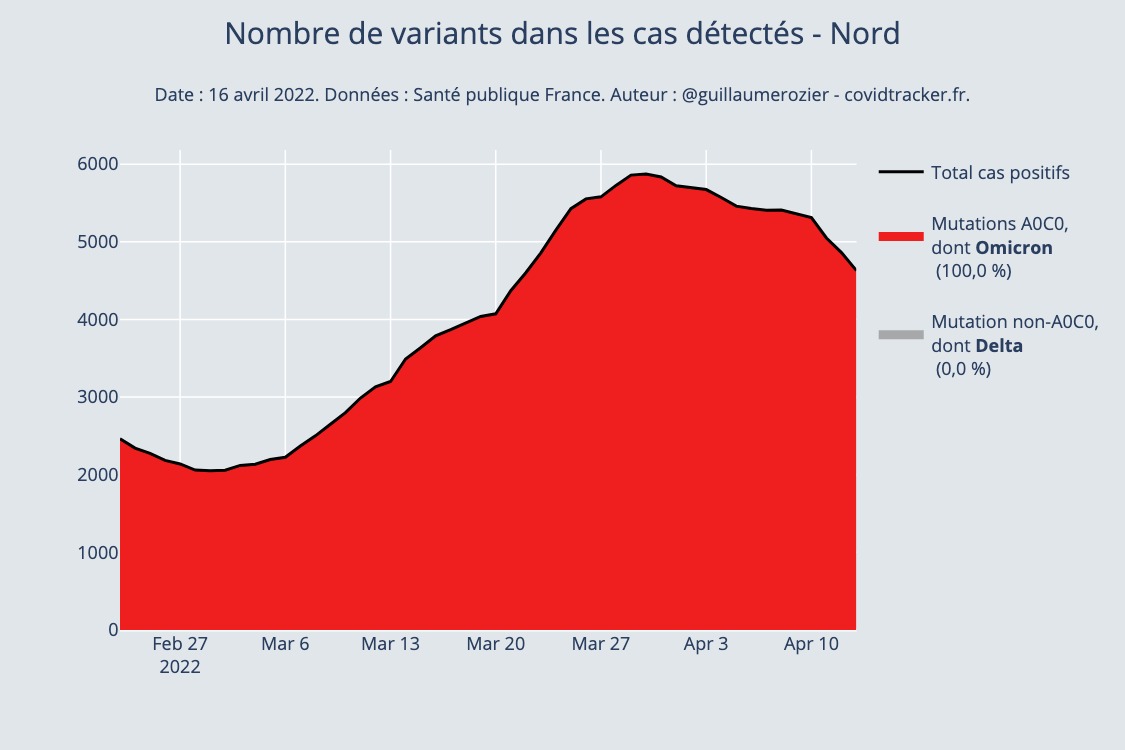 Nombre de variants dans les cas détectés - Nord
Date : 16 avril 2022. Données : Santé publique France. Auteur : @guillaumerozier - covidtracker.fr.
6000
5000
4000
3000
2000
1000
0
Feb 27
2022
Mar 6
Mar 13
Mar 20
Mar 27
Apr 3
Apr 10
Total cas positifs
Mutations A0C0,
dont Omicron
(100,0 %)
Mutation non-A0C0,
dont Delta
(0,0 %)